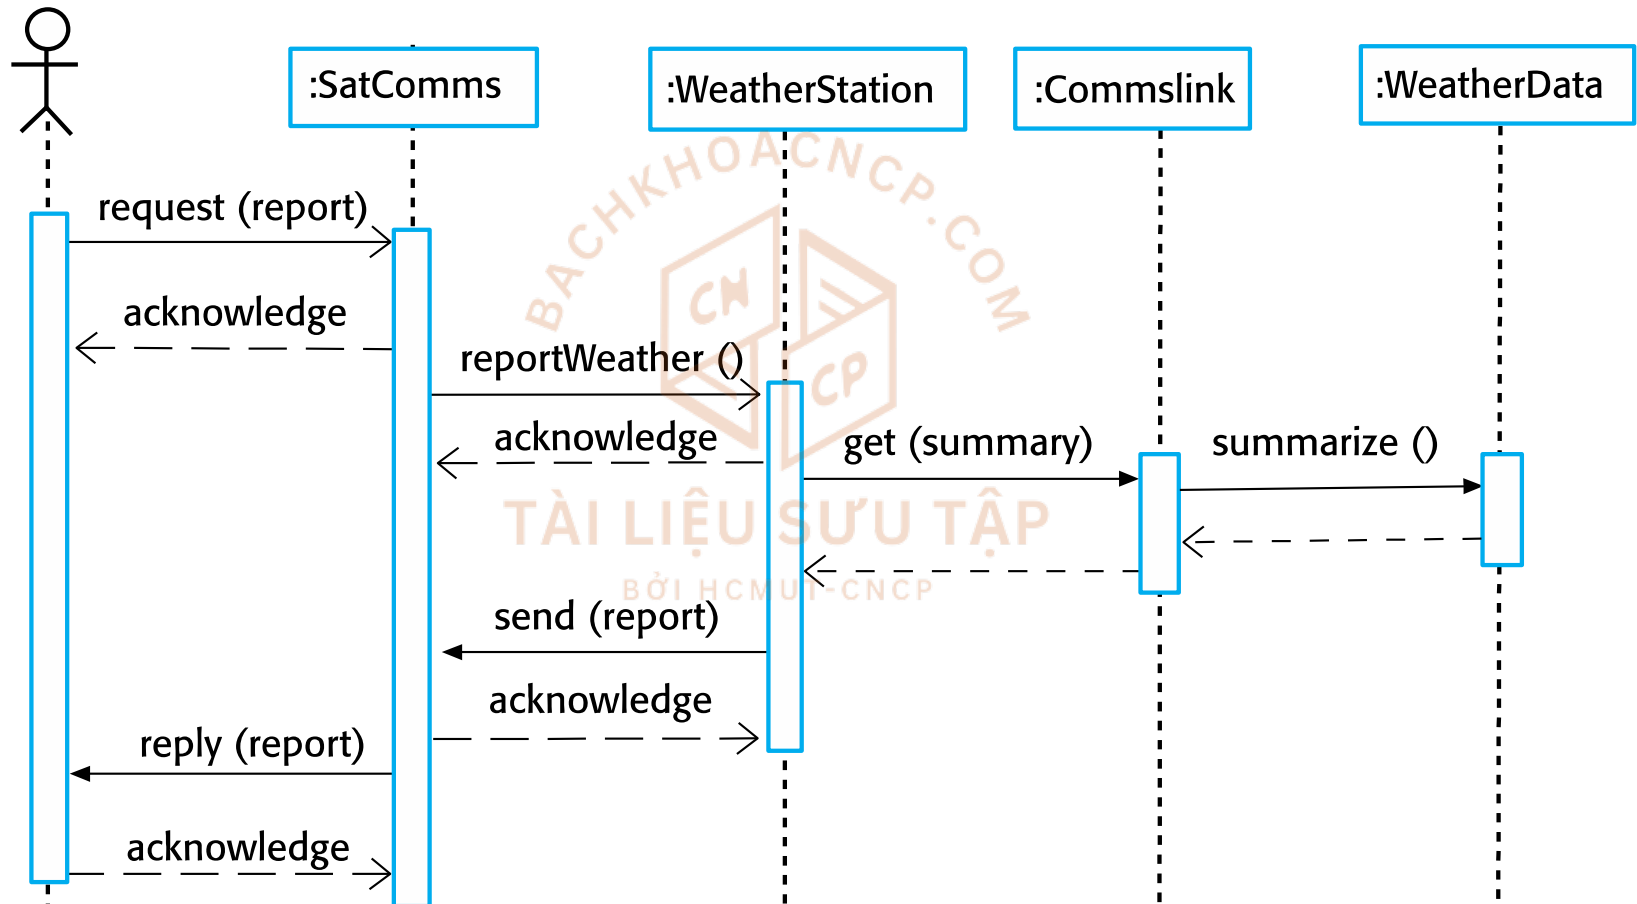 :SatComms
:WeatherStation
:Commslink
:WeatherData
BACHKHOACNCP.COM
request (report)
CN
acknowledge
reportWeather ()
CP
acknowledge
get (summary)
summarize ()
TÀI LIỆU SƯU TẬP
BỞI HCMUT-CNCP
send (report)
acknowledge
reply (report)
acknowledge